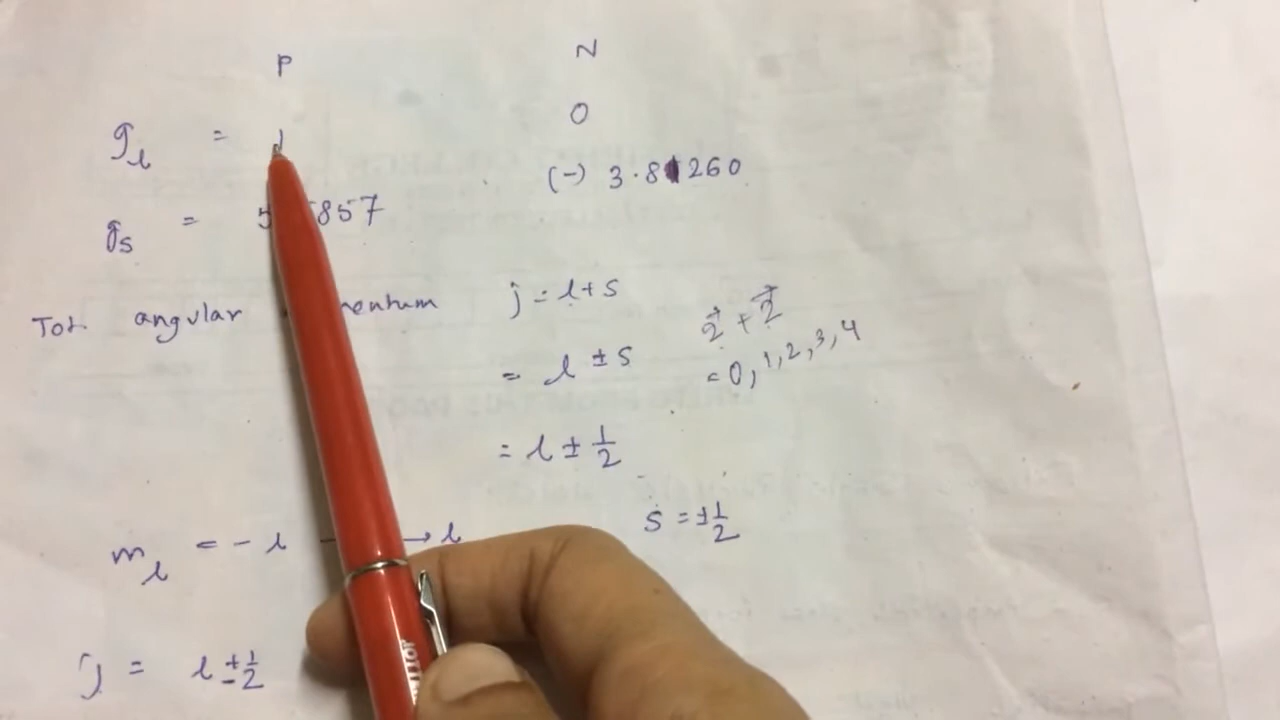 P N
g_l = 1 0
g_s = 857 (-) 3.8 260
Tot. angular j = l + s
= l ± s
2⃗ + 2⃗
= 0, 1, 2, 3, 4
= l ± 1/2
s = ± 1/2
m_l = - l → l
j = l ± 1/2